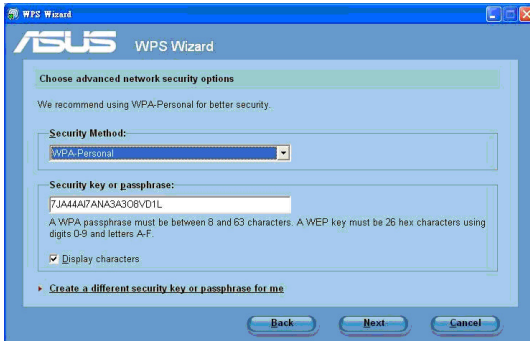 WPS Wizard
ASUS WPS Wizard
Choose advanced network security options
We recommend using WPA-Personal for better security.
Security Method:
WPA-Personal
Security key or passphrase:
7JA44AI7ANA3A3O8VD1L
A WPA passphrase must be between 8 and 63 characters. A WEP key must be 26 hex characters using
digits 0-9 and letters A-F.
Display characters
Create a different security key or passphrase for me
Back Next Cancel